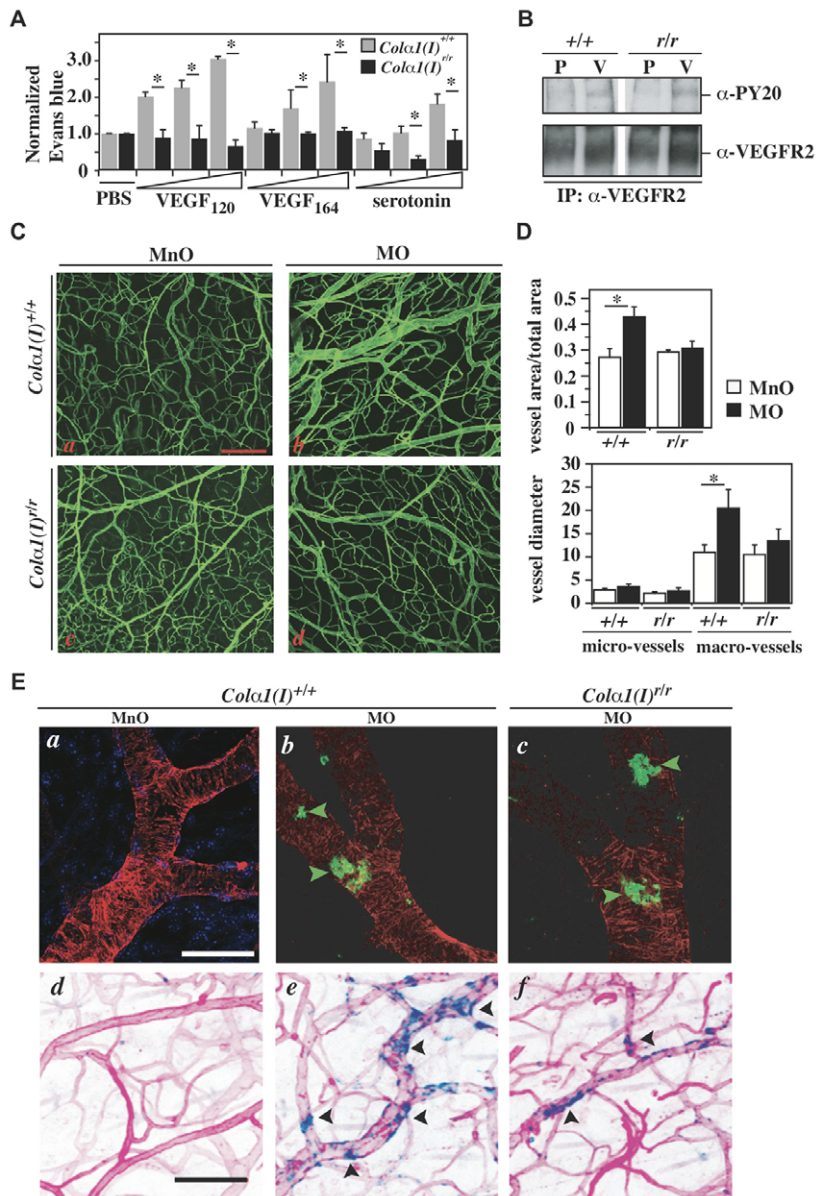 A
Normalized
Evans blue
3.0
2.0
1.0
0
Colα1(I)+/+
Colα1(I)r/r
* * * * * * *
PBS VEGF120 VEGF164 serotonin
B
+/+ r/r
P V P V
α-PY20
α-VEGFR2
IP: α-VEGFR2
C
MnO MO
Colα1(I)+/+
a b
Colα1(I)r/r
c d
D
vessel area/total area
0.5
0.4
0.3
0.2
0.1
0
*
+/+ r/r
MnO
MO
vessel diameter
30
25
20
15
10
5
0
*
+/+ r/r +/+ r/r
micro-vessels macro-vessels
E
Colα1(I)+/+ Colα1(I)r/r
MnO MO MO
a b c
d e f